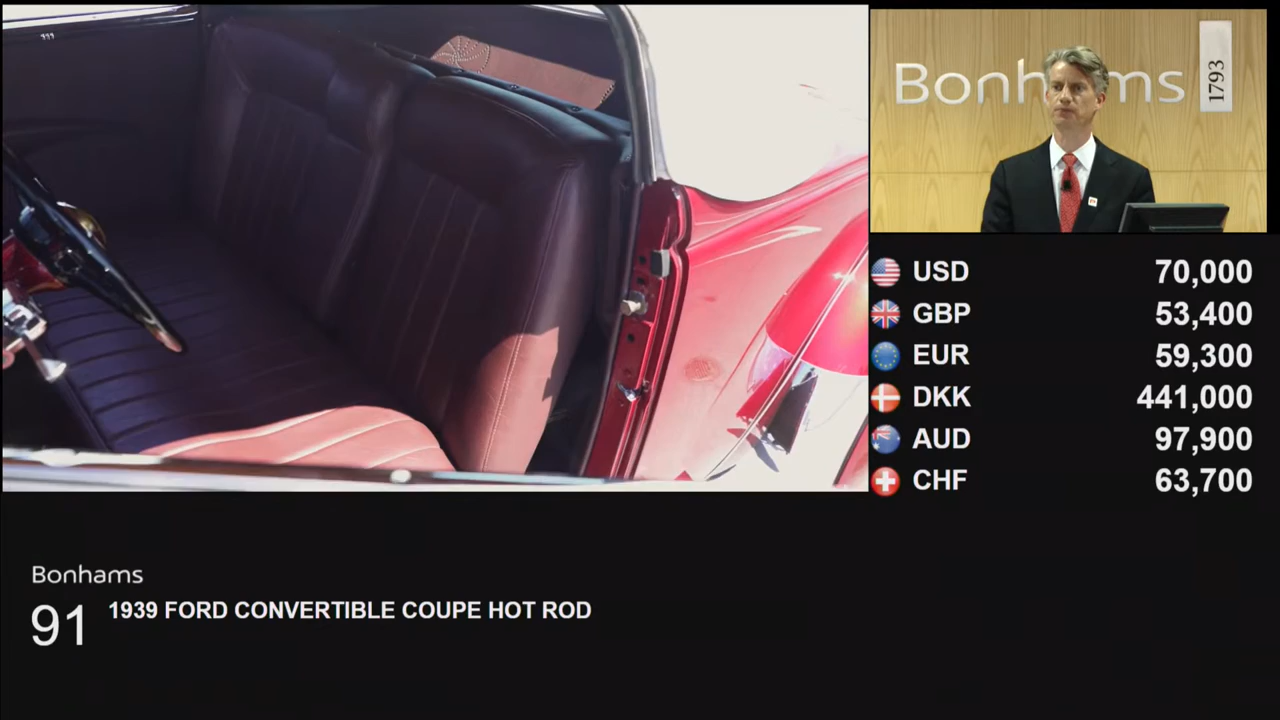 Bonhams
1793
USD 70,000
GBP 53,400
EUR 59,300
DKK 441,000
AUD 97,900
CHF 63,700
Bonhams
91 1939 FORD CONVERTIBLE COUPE HOT ROD